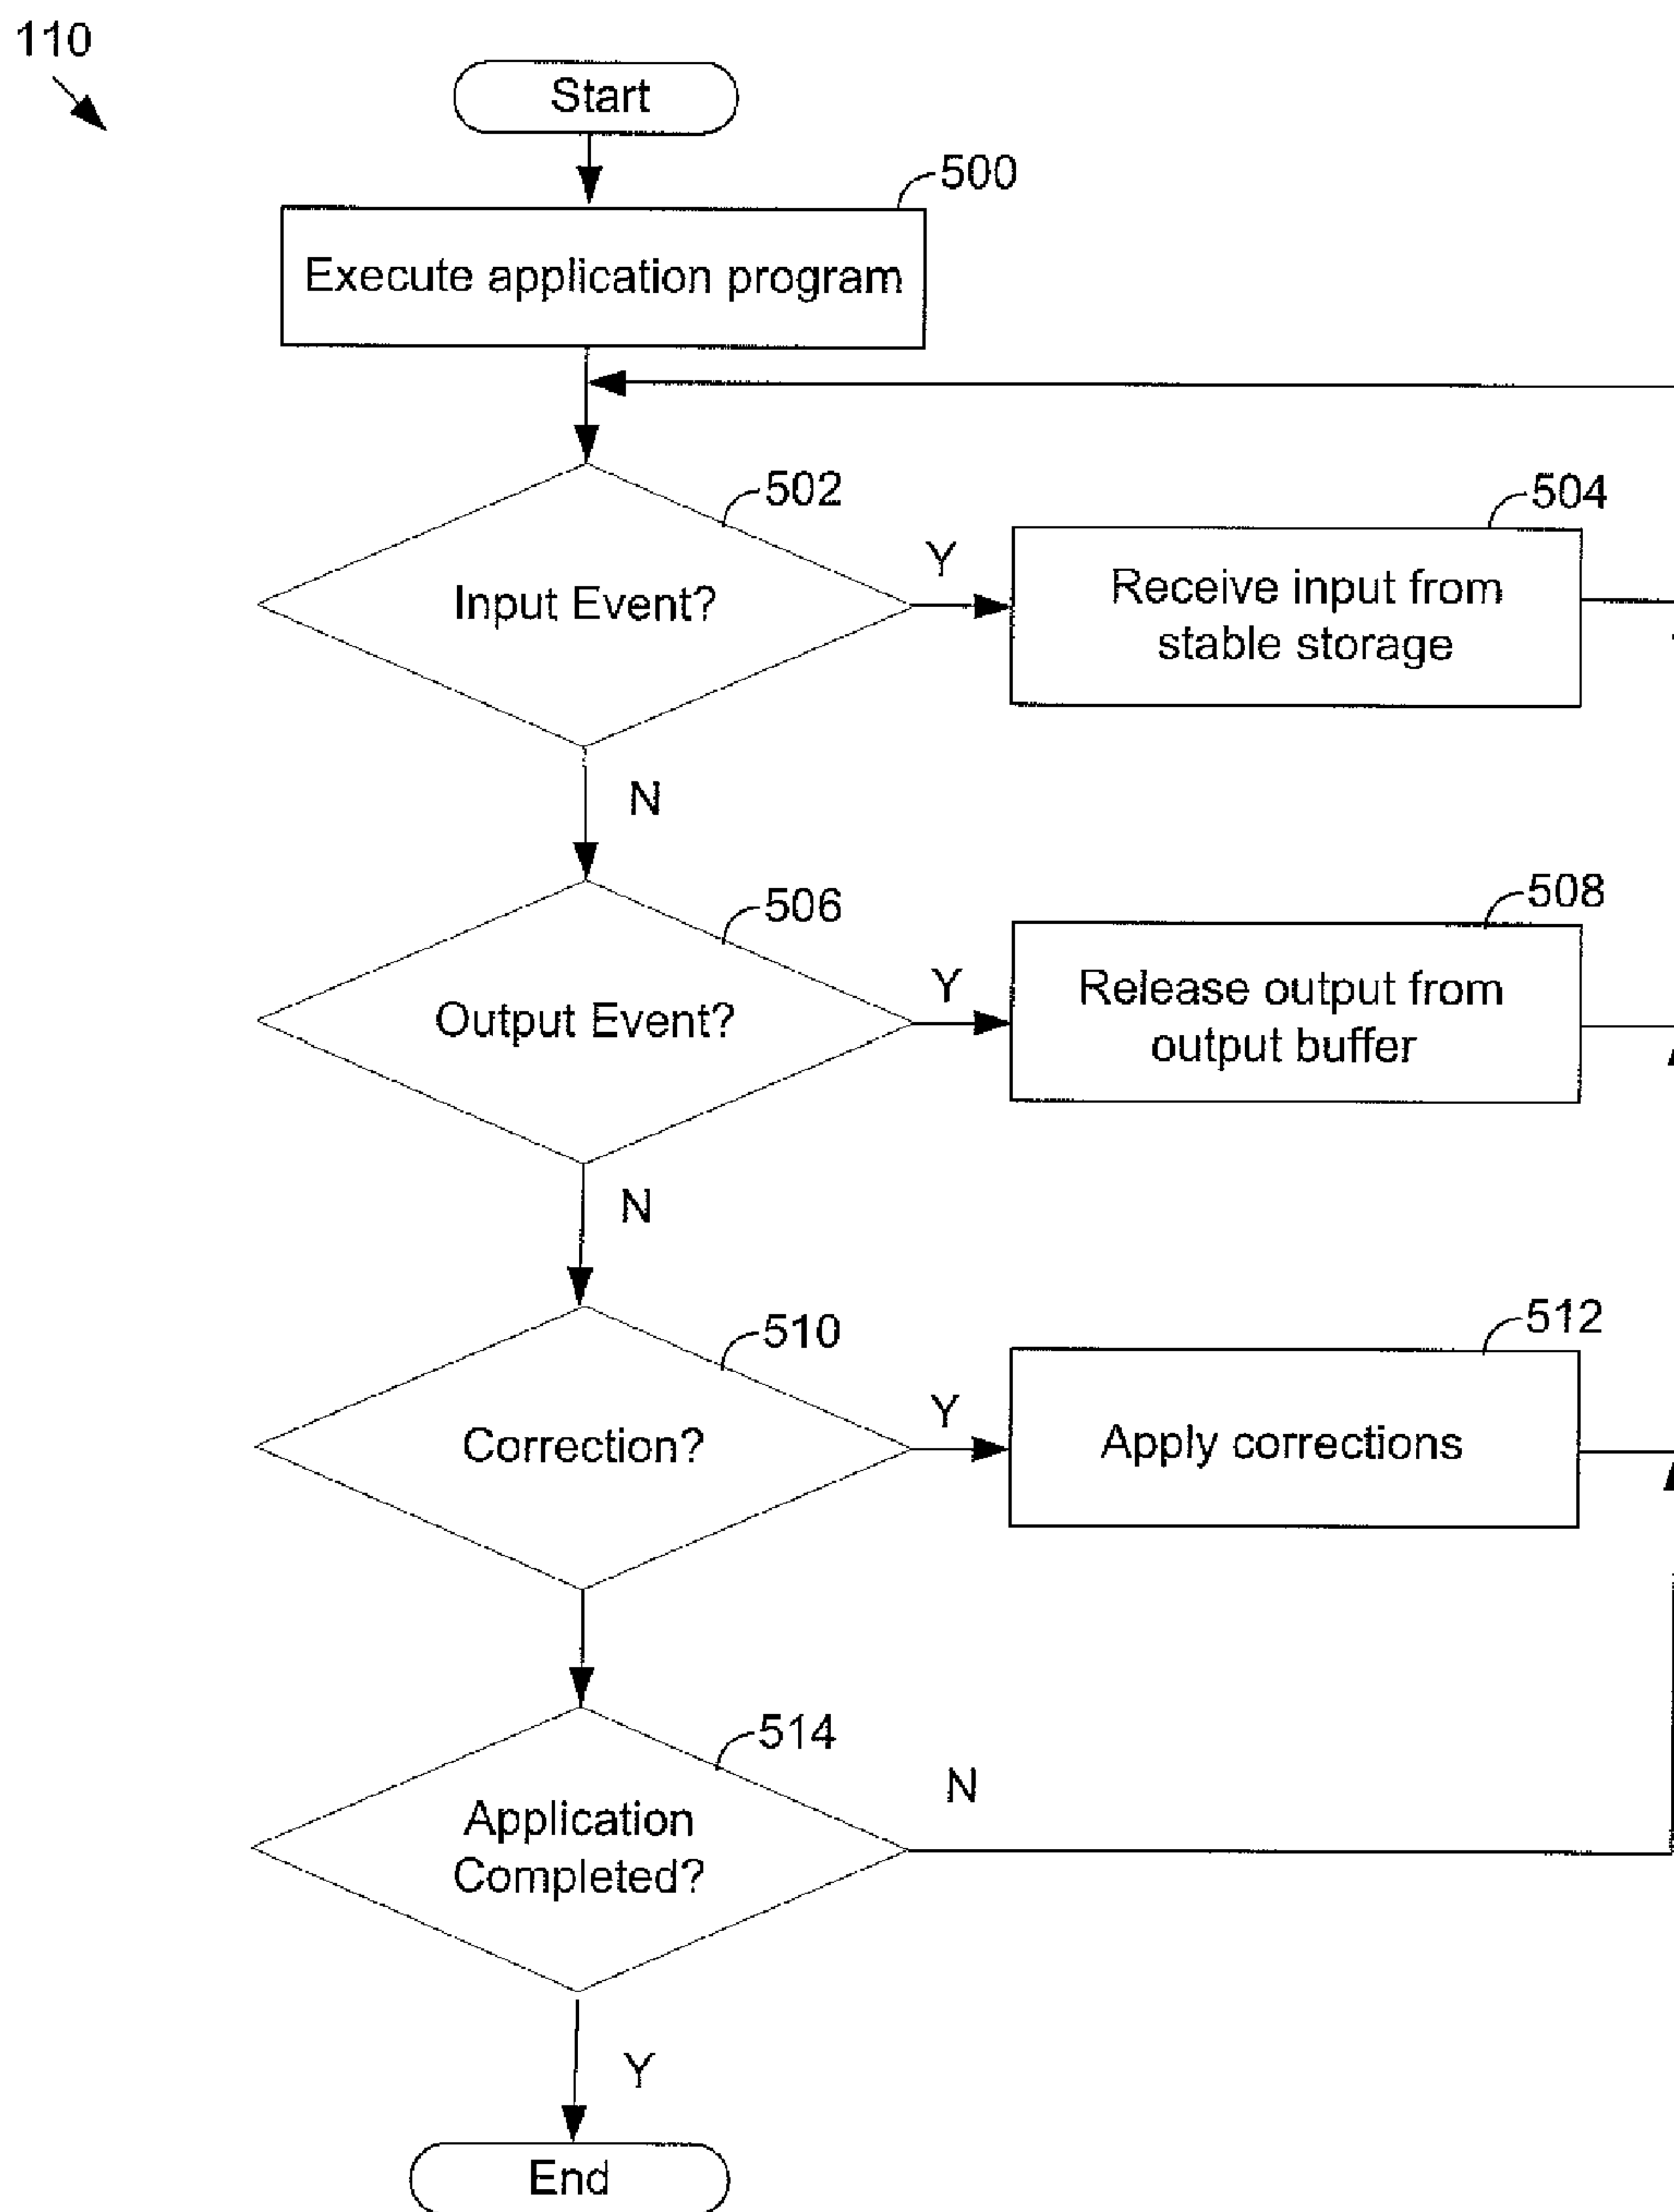 110
Start
500
Execute application program
502
504
Input Event?
Y
Receive input from
stable storage
N
506
508
Output Event?
Y
Release output from
output buffer
N
510
512
Correction?
Y
Apply corrections
514
Application
Completed?
N
Y
End